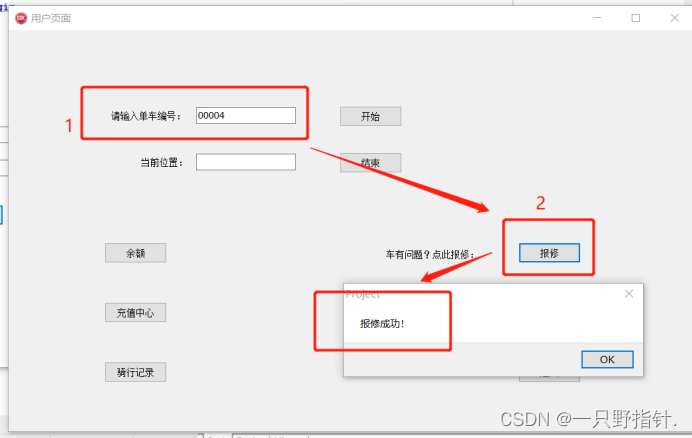 用户页面
1
请输入单车编号：
00004
开始
当前位置：
结束
2
余额
车有问题？点此报修：
报修
Project
报修成功!
充值中心
OK
骑行记录
CSDN @一只野指针.